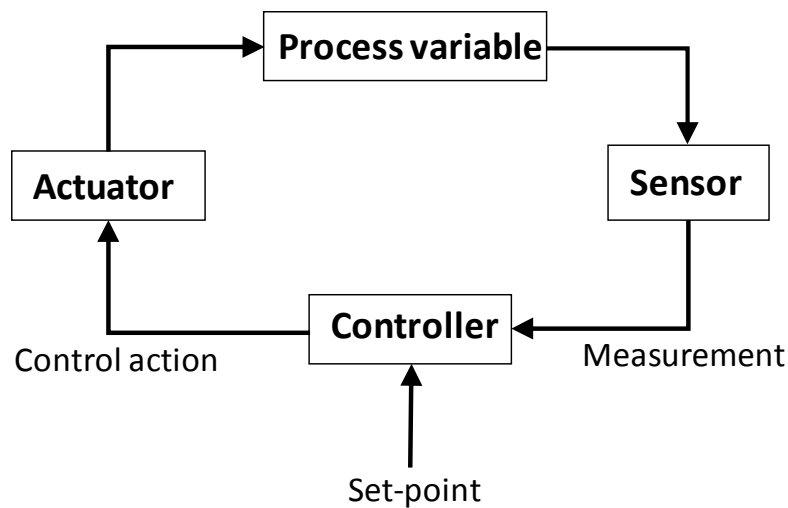 Process variable
Actuator
Sensor
Controller
Control action
Measurement
Set-point